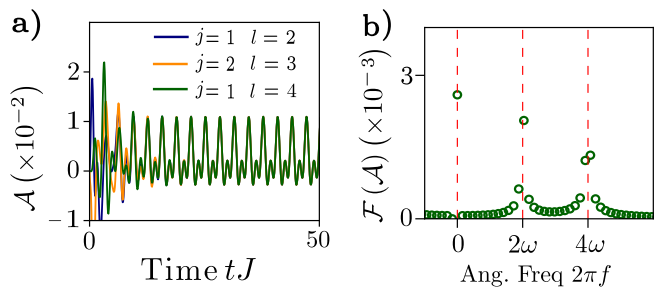 a)
j = 1 l = 2
j = 2 l = 3
j = 1 l = 4
𝒜 (×10⁻²)
2
1
0
−1
0
50
Time tJ
b)
ℱ (𝒜) (×10⁻³)
3
0
0
2ω
4ω
Ang. Freq 2πf